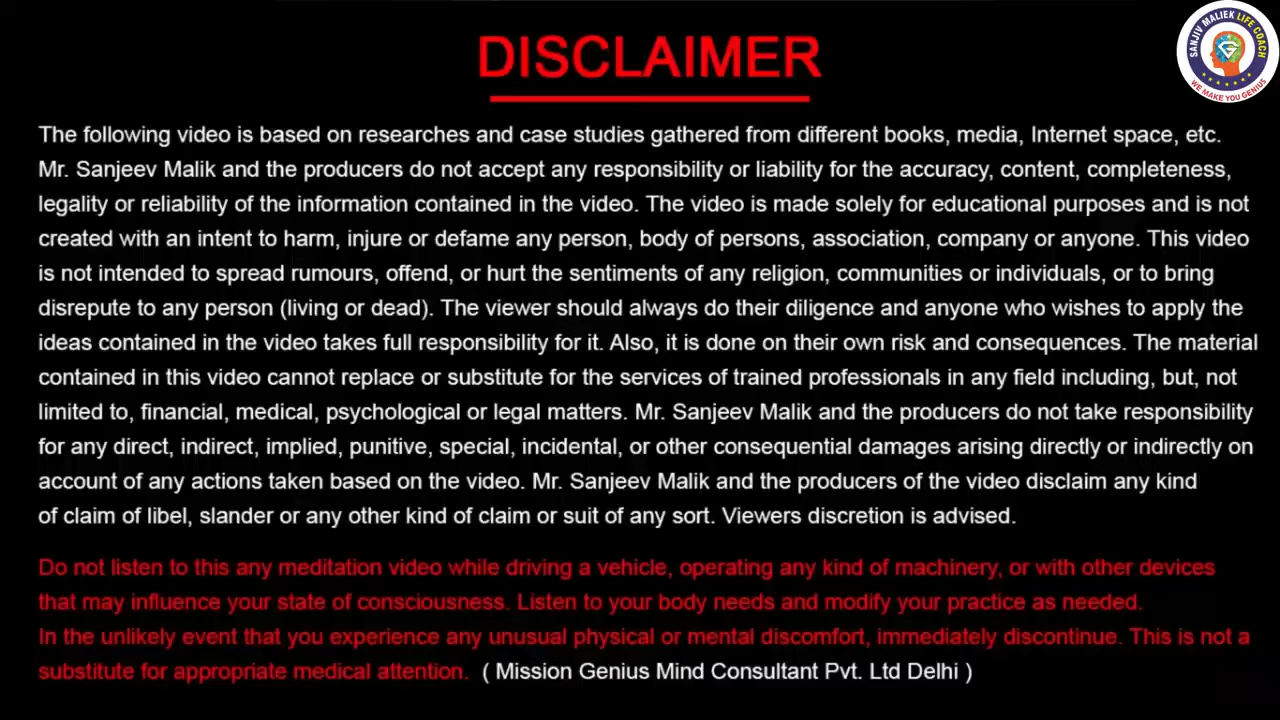 DISCLAIMER
SANJIV MALIEK LIFE COACH
WE MAKE YOU GENIUS
The following video is based on researches and case studies gathered from different books, media, Internet space, etc.
Mr. Sanjeev Malik and the producers do not accept any responsibility or liability for the accuracy, content, completeness,
legality or reliability of the information contained in the video. The video is made solely for educational purposes and is not
created with an intent to harm, injure or defame any person, body of persons, association, company or anyone. This video
is not intended to spread rumours, offend, or hurt the sentiments of any religion, communities or individuals, or to bring
disrepute to any person (living or dead). The viewer should always do their diligence and anyone who wishes to apply the
ideas contained in the video takes full responsibility for it. Also, it is done on their own risk and consequences. The material
contained in this video cannot replace or substitute for the services of trained professionals in any field including, but, not
limited to, financial, medical, psychological or legal matters. Mr. Sanjeev Malik and the producers do not take responsibility
for any direct, indirect, implied, punitive, special, incidental, or other consequential damages arising directly or indirectly on
account of any actions taken based on the video. Mr. Sanjeev Malik and the producers of the video disclaim any kind
of claim of libel, slander or any other kind of claim or suit of any sort. Viewers discretion is advised.
Do not listen to this any meditation video while driving a vehicle, operating any kind of machinery, or with other devices
that may influence your state of consciousness. Listen to your body needs and modify your practice as needed.
In the unlikely event that you experience any unusual physical or mental discomfort, immediately discontinue. This is not a
substitute for appropriate medical attention. ( Mission Genius Mind Consultant Pvt. Ltd Delhi )